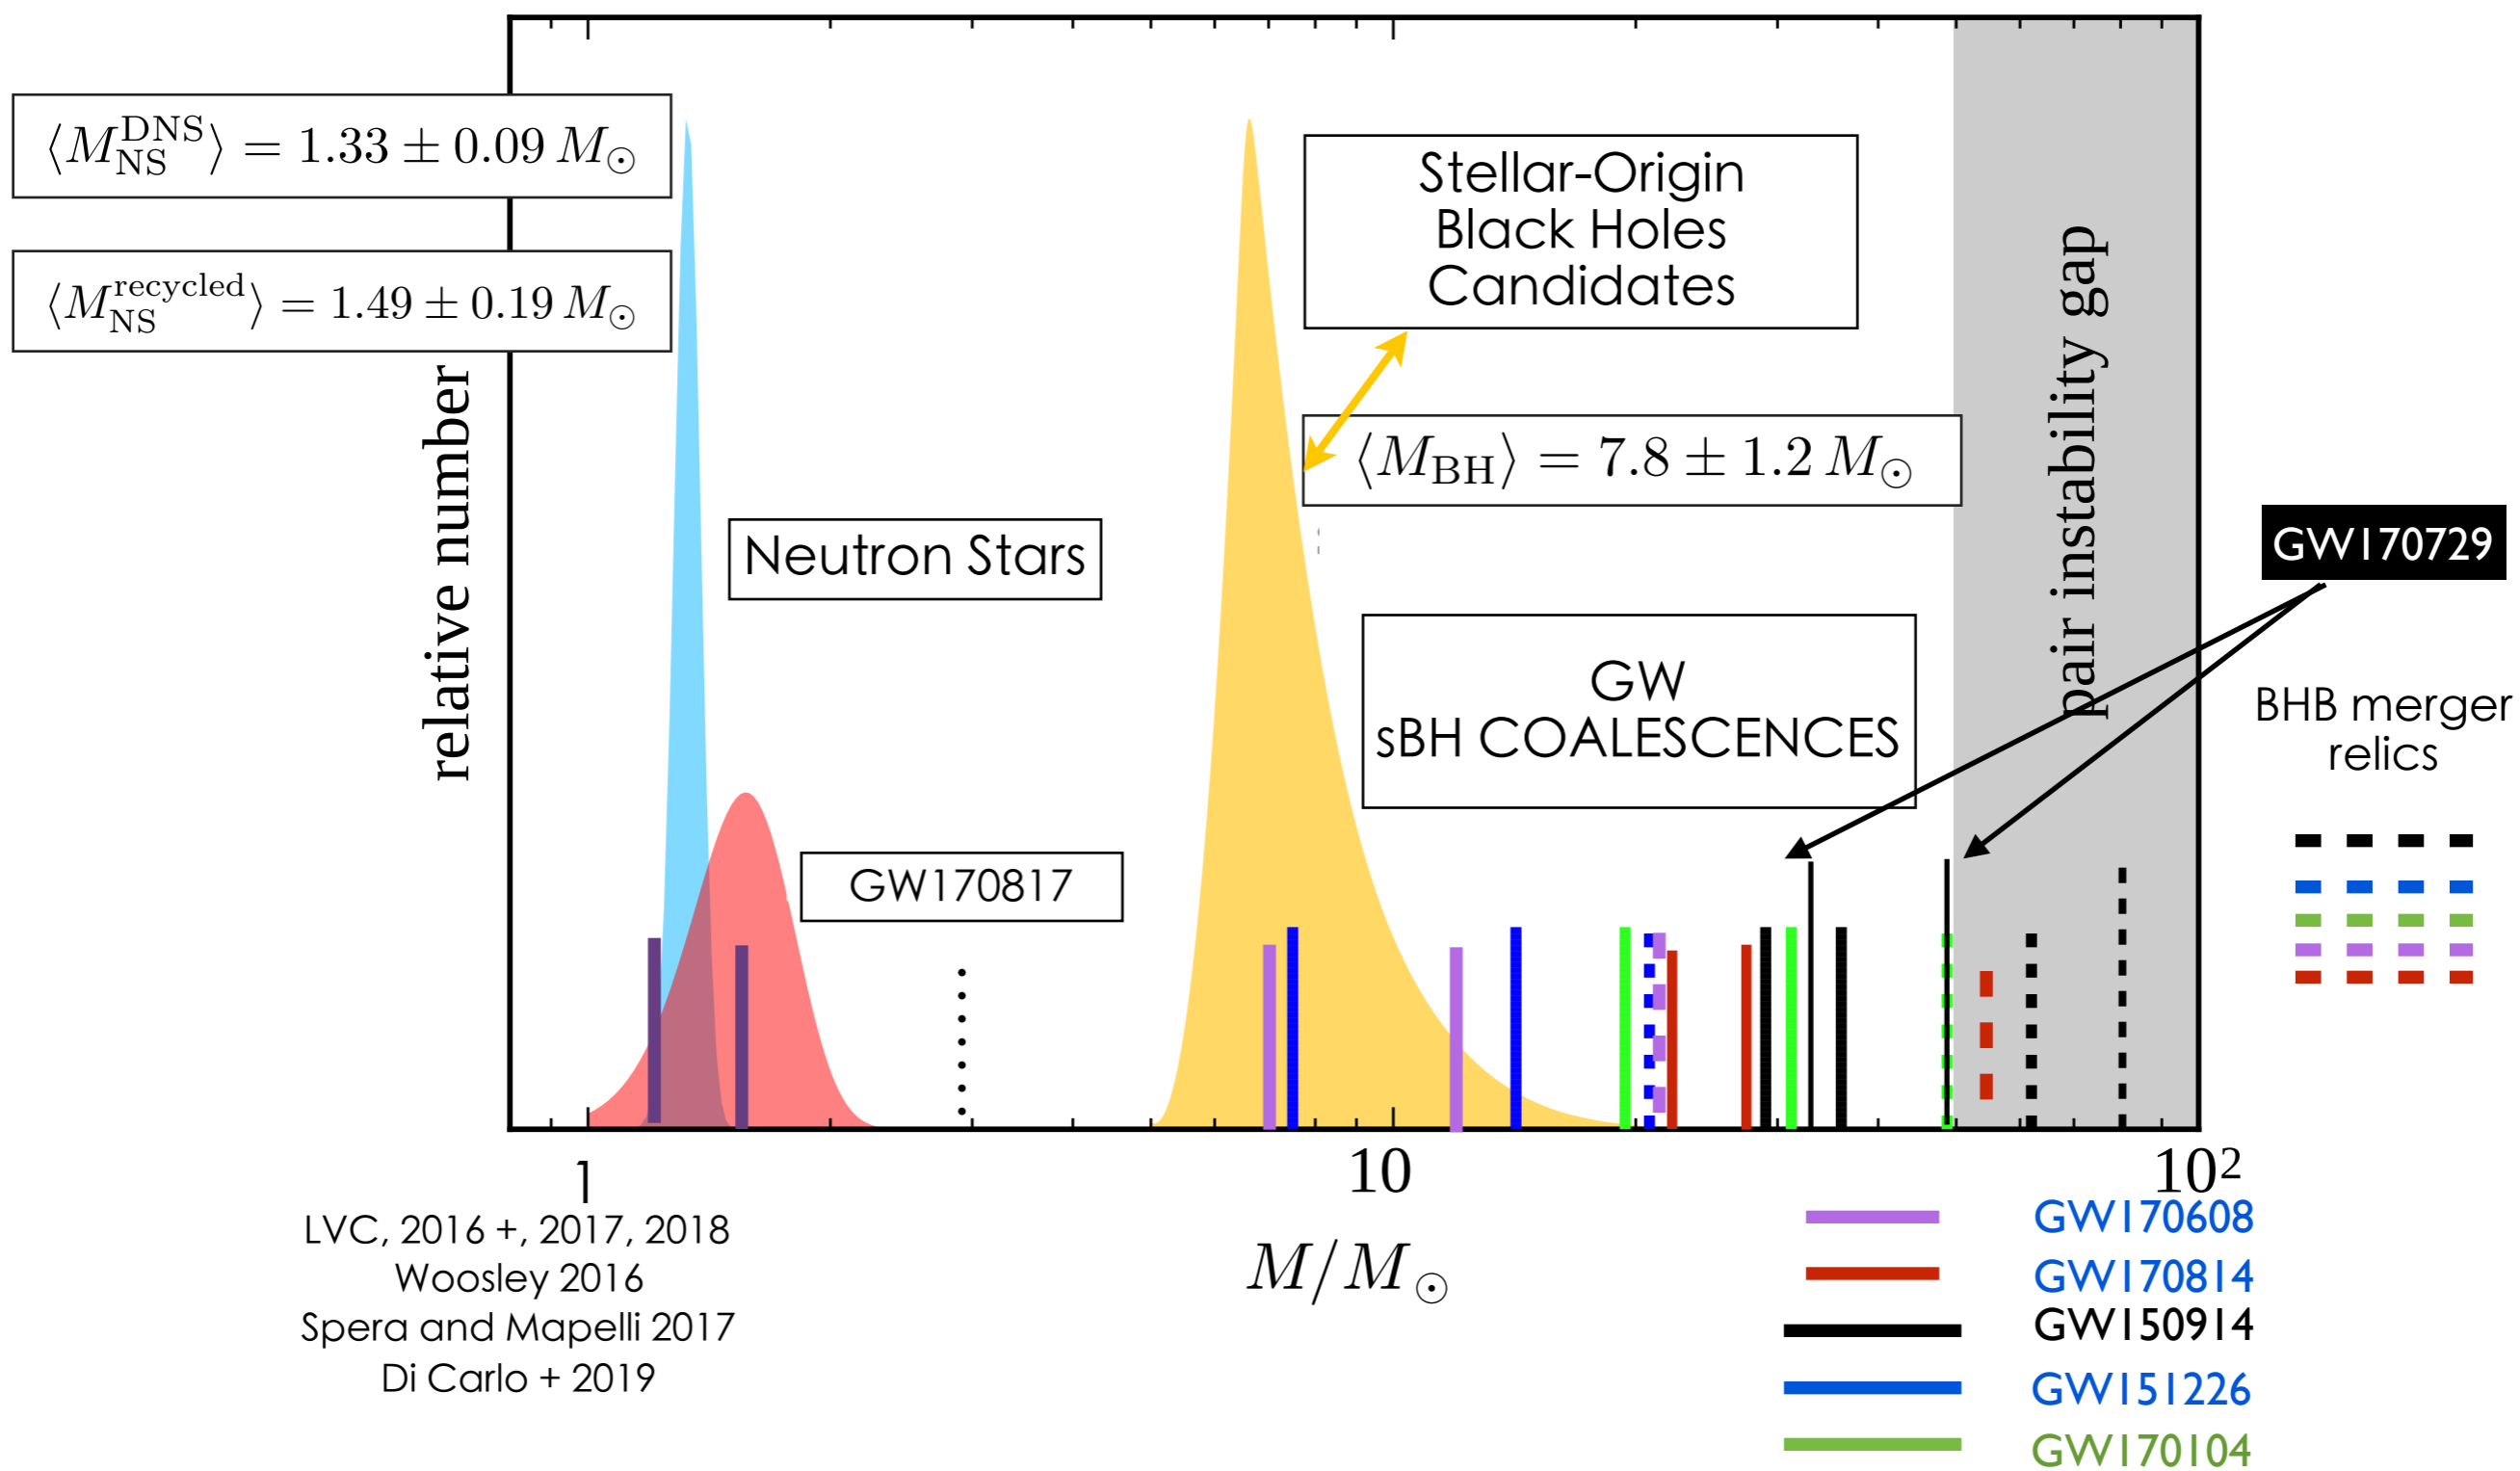 ⟨M_NS^DNS⟩ = 1.33 ± 0.09 M_⊙
⟨M_NS^recycled⟩ = 1.49 ± 0.19 M_⊙
relative number
Stellar-Origin
Black Holes
Candidates
⟨M_BH⟩ = 7.8 ± 1.2 M_⊙
pair instability gap
Neutron Stars
GW170729
GW
sBH COALESCENCES
BHB merger
relics
GW170817
1
10
10²
M/M_⊙
LVC, 2016 +, 2017, 2018
Woosley 2016
Spera and Mapelli 2017
Di Carlo + 2019
GW170608
GW170814
GW150914
GW151226
GW170104